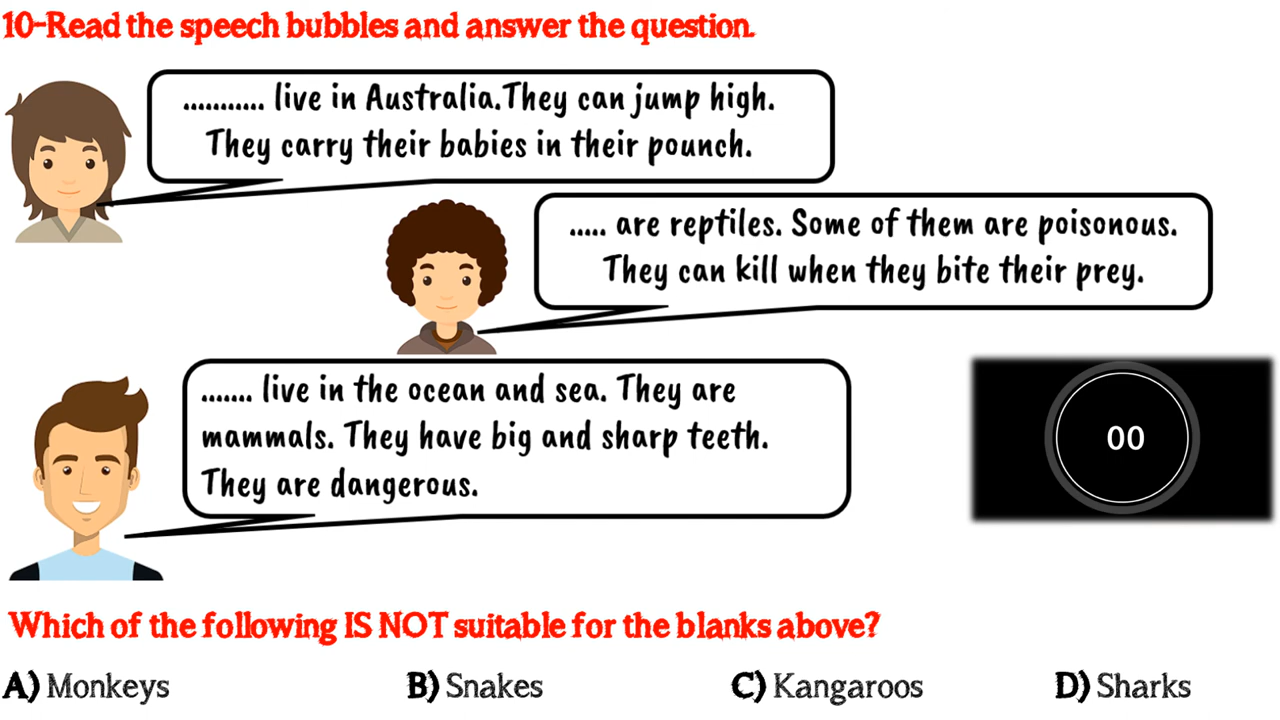 10-Read the speech bubbles and answer the question.
........... live in Australia.They can jump high.
They carry their babies in their pounch.
..... are reptiles. Some of them are poisonous.
They can kill when they bite their prey.
....... live in the ocean and sea. They are
mammals. They have big and sharp teeth.
They are dangerous.
00
Which of the following IS NOT suitable for the blanks above?
A) Monkeys B) Snakes C) Kangaroos D) Sharks